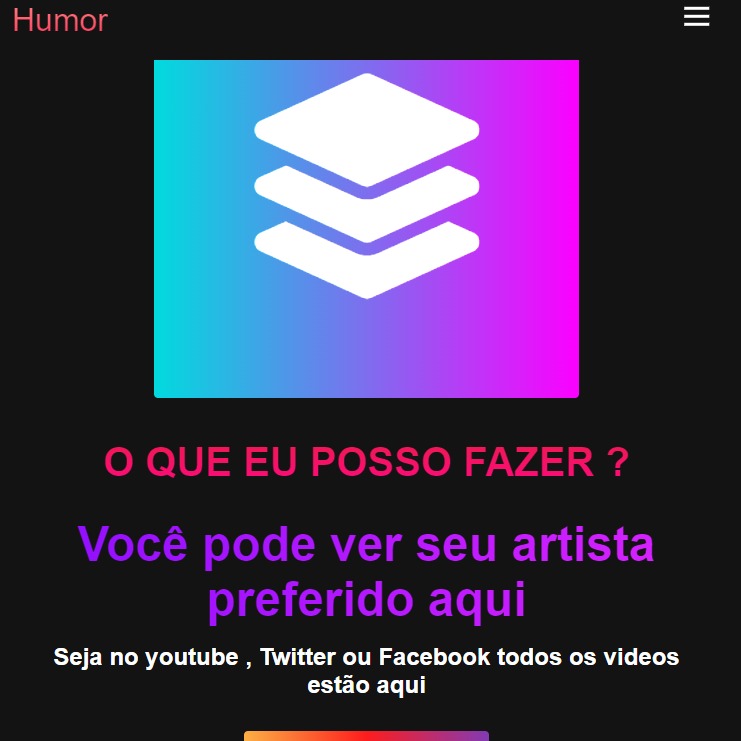 Humor
O QUE EU POSSO FAZER ?
Você pode ver seu artista
preferido aqui
Seja no youtube , Twitter ou Facebook todos os videos
estão aqui